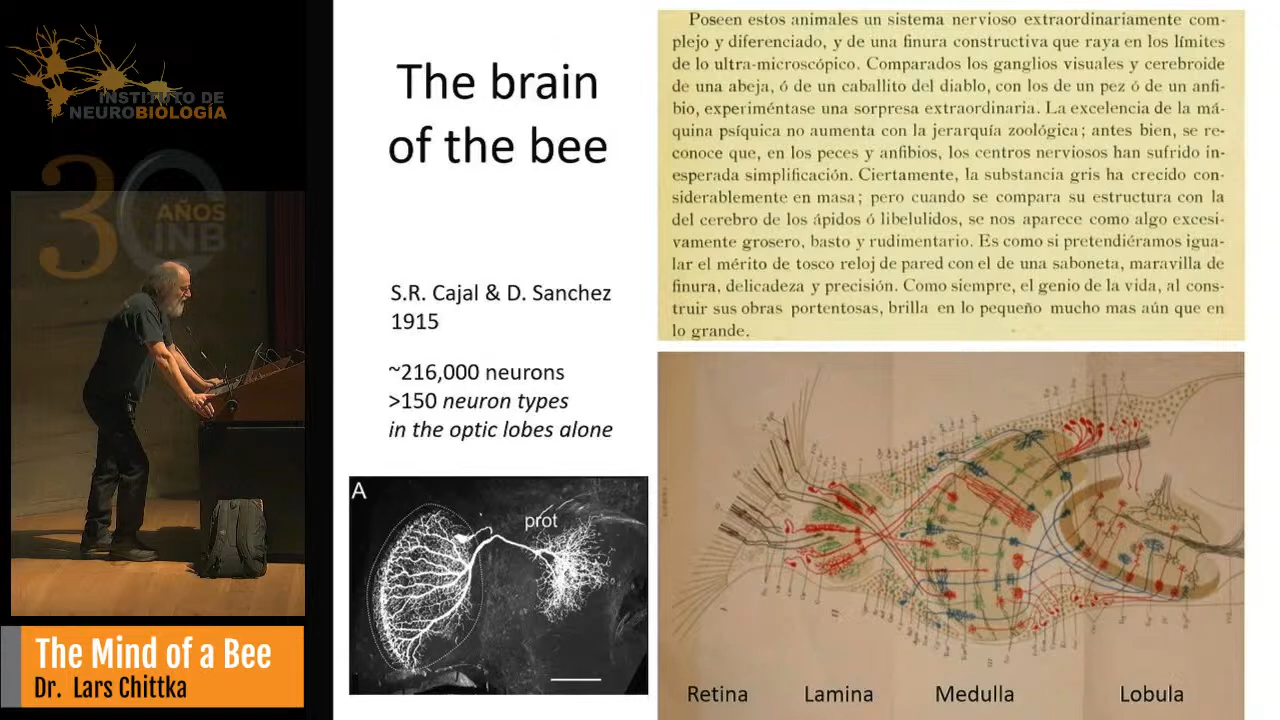 INSTITUTO DE
NEUROBIOLOGÍA
30
AÑOS
INB
The Mind of a Bee
Dr. Lars Chittka
The brain
of the bee
S.R. Cajal & D. Sanchez
1915
~216,000 neurons
>150 neuron types
in the optic lobes alone
A
prot
Poseen estos animales un sistema nervioso extraordinariamente com-
plejo y diferenciado, y de una finura constructiva que raya en los límites
de lo ultra-microscópico. Comparados los ganglios visuales y cerebroide
de una abeja, ó de un caballito del diablo, con los de un pez ó de un anfi-
bio, experiméntase una sorpresa extraordinaria. La excelencia de la má-
quina psíquica no aumenta con la jerarquía zoológica; antes bien, se re-
conoce que, en los peces y anfibios, los centros nerviosos han sufrido in-
esperada simplificación. Ciertamente, la substancia gris ha crecido con-
siderablemente en masa; pero cuando se compara su estructura con la
del cerebro de los ápidos ó libelulidos, se nos aparece como algo excesi-
vamente grosero, basto y rudimentario. Es como si pretendiéramos igua-
lar el mérito de tosco reloj de pared con el de una saboneta, maravilla de
finura, delicadeza y precisión. Como siempre, el genio de la vida, al cons-
truir sus obras portentosas, brilla en lo pequeño mucho mas aún que en
lo grande.
Retina
Lamina
Medulla
Lobula